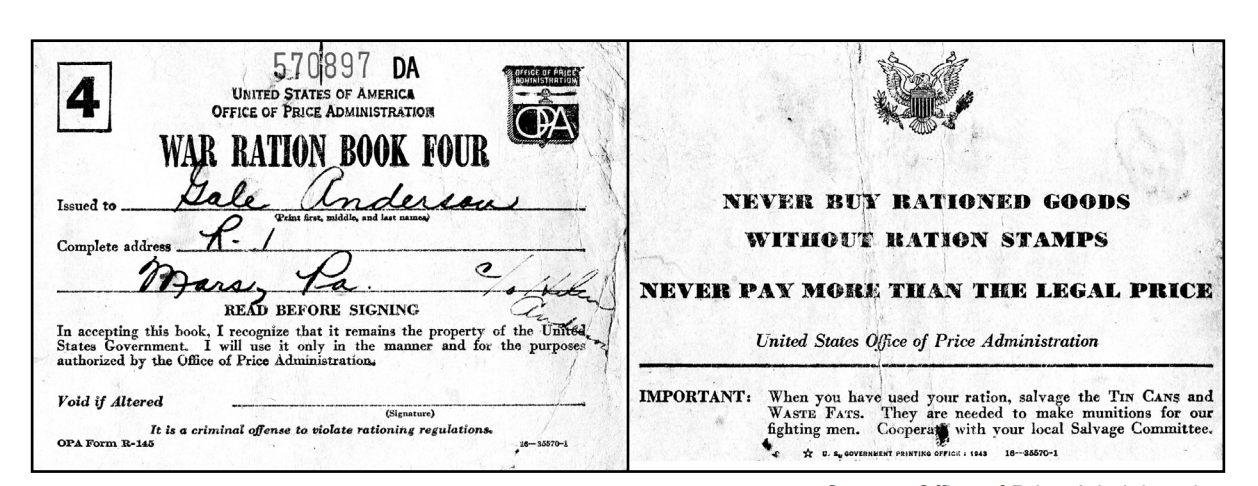 4
570897 DA
UNITED STATES OF AMERICA
OFFICE OF PRICE ADMINISTRATION
OFFICE OF PRICE
ADMINISTRATION
OPA
WAR RATION BOOK FOUR
Issued to Gale Anderson
(Print first, middle, and last names)
Complete address R-1
Mars, Pa. c/o Helen
Anderson
READ BEFORE SIGNING
In accepting this book, I recognize that it remains the property of the United
States Government. I will use it only in the manner and for the purposes
authorized by the Office of Price Administration.
Void if Altered
(Signature)
It is a criminal offense to violate rationing regulations.
OPA Form R-145 16—35570-1
NEVER BUY RATIONED GOODS
WITHOUT RATION STAMPS
NEVER PAY MORE THAN THE LEGAL PRICE
United States Office of Price Administration
IMPORTANT: When you have used your ration, salvage the TIN CANS and
WASTE FATS. They are needed to make munitions for our
fighting men. Cooperate with your local Salvage Committee.
☆ U. S. GOVERNMENT PRINTING OFFICE : 1943 16—35570-1